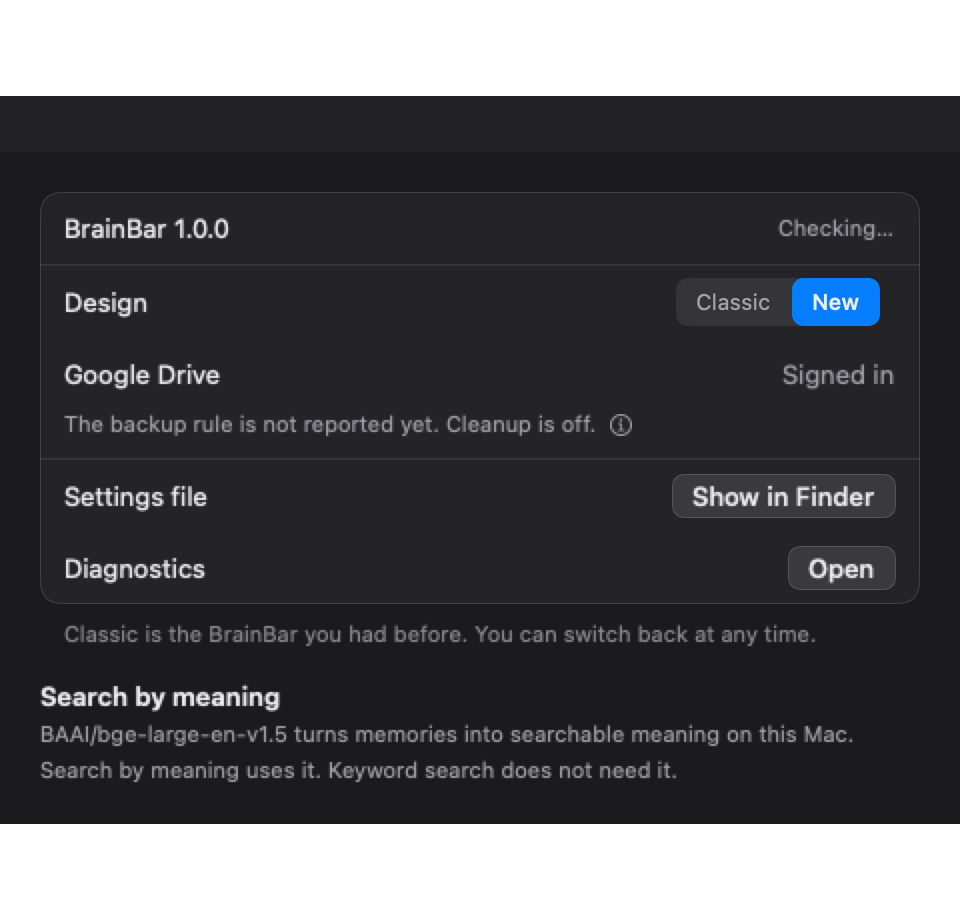 BrainBar 1.0.0
Checking...
Design
Classic
New
Google Drive
Signed in
The backup rule is not reported yet. Cleanup is off.
Settings file
Show in Finder
Diagnostics
Open
Classic is the BrainBar you had before. You can switch back at any time.
Search by meaning
BAAI/bge-large-en-v1.5 turns memories into searchable meaning on this Mac.
Search by meaning uses it. Keyword search does not need it.